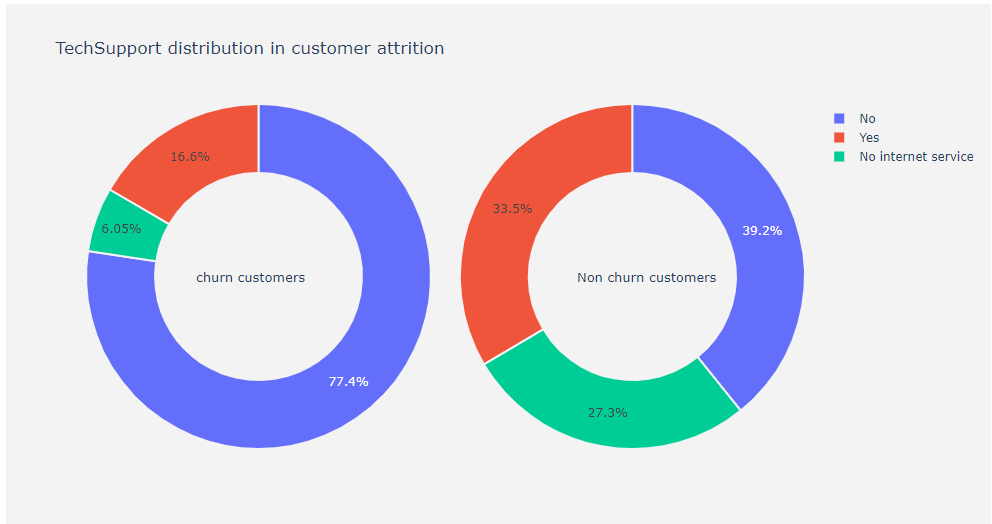 TechSupport distribution in customer attrition
No
Yes
No internet service
16.6%
6.05%
churn customers
77.4%
33.5%
39.2%
Non churn customers
27.3%